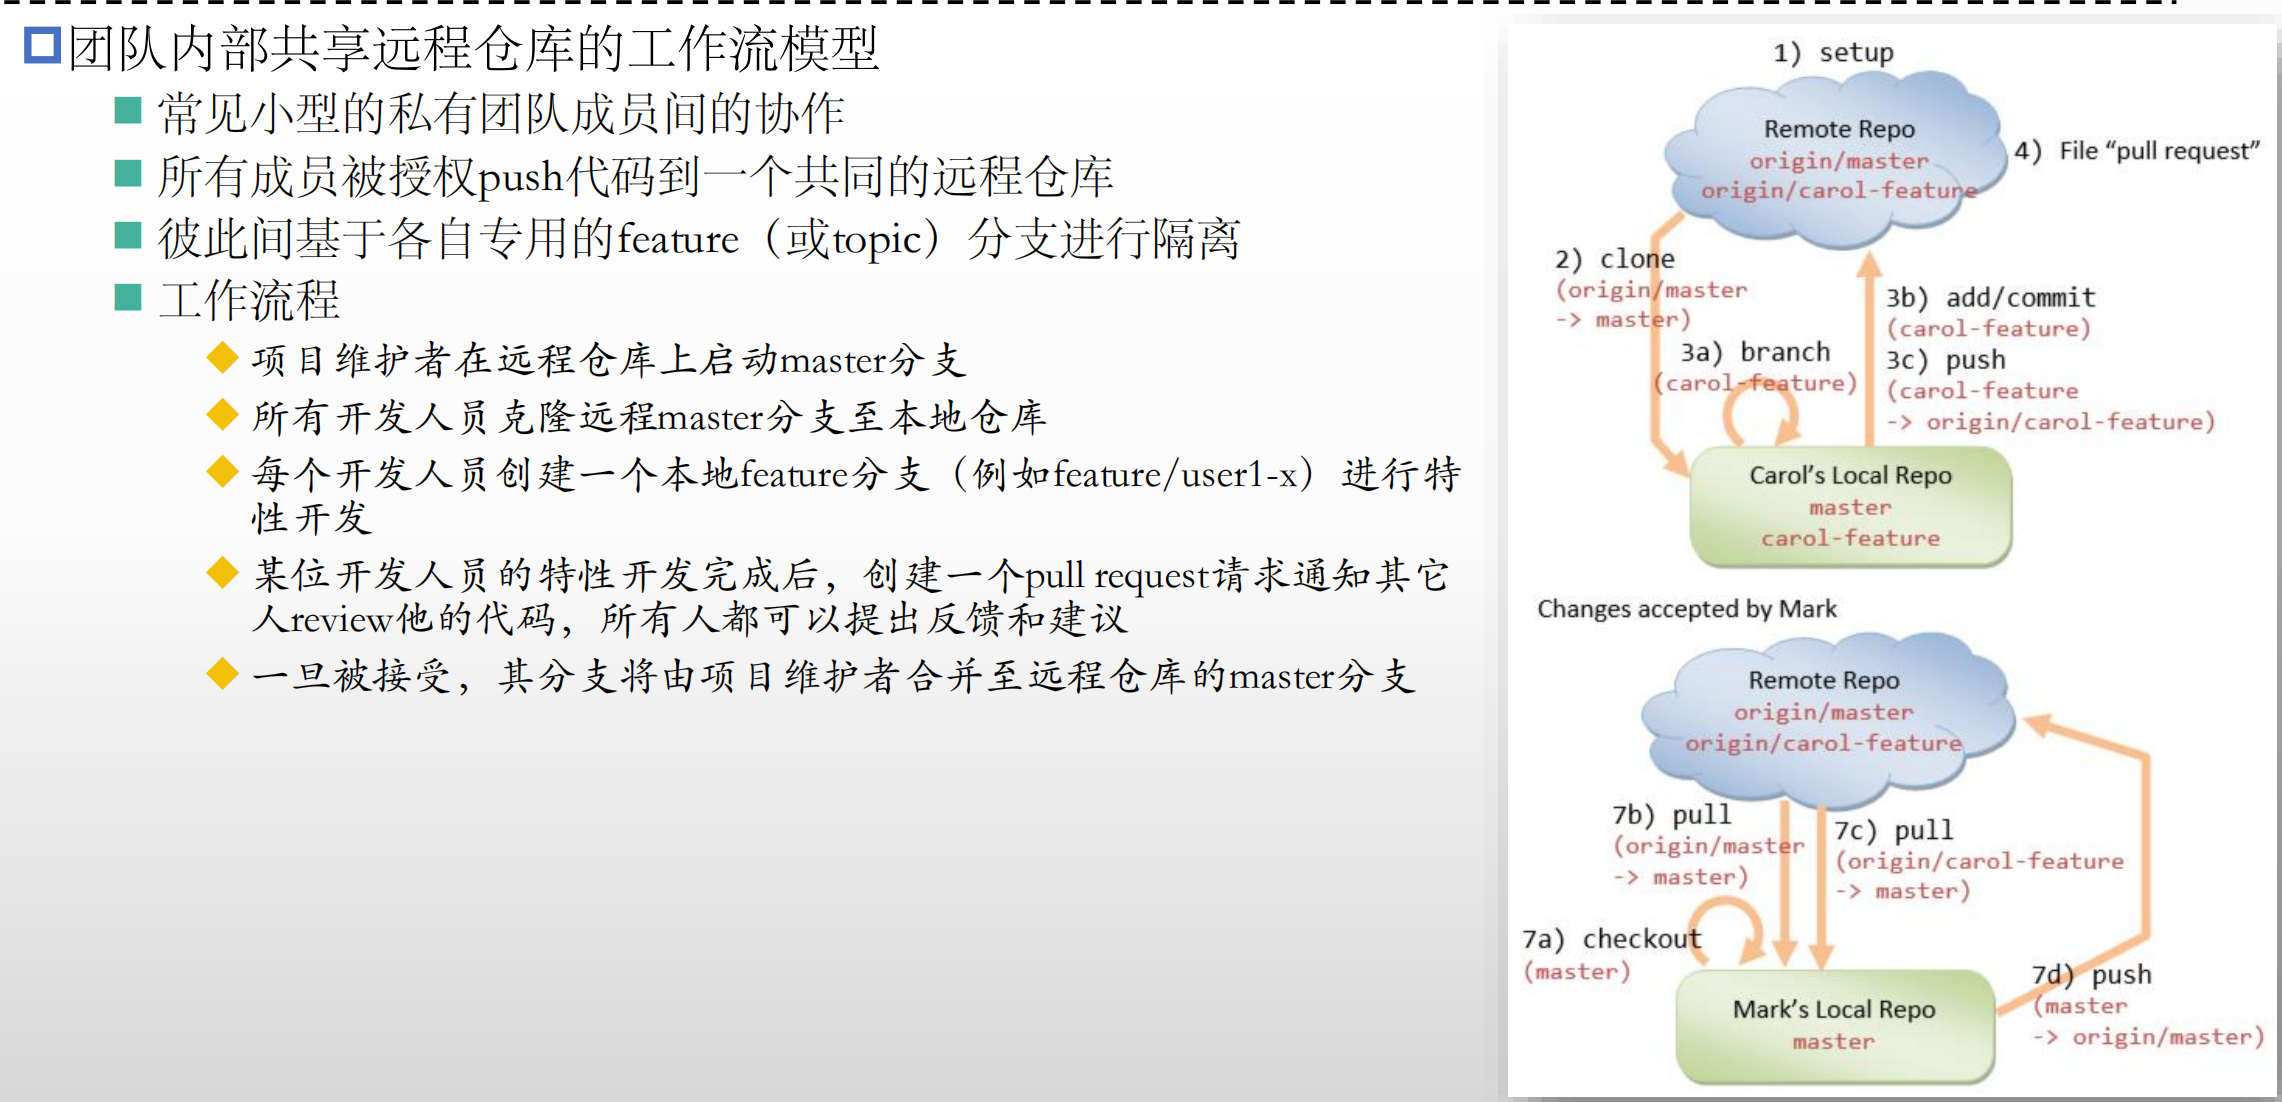 团队内部共享远程仓库的工作流模型
常见小型的私有团队成员间的协作
所有成员被授权push代码到一个共同的远程仓库
彼此间基于各自专用的feature（或topic）分支进行隔离
工作流程
项目维护者在远程仓库上启动master分支
所有开发人员克隆远程master分支至本地仓库
每个开发人员创建一个本地feature分支（例如feature/user1-x）进行特
性开发
某位开发人员的特性开发完成后，创建一个pull request请求通知其它
人review他的代码，所有人都可以提出反馈和建议
一旦被接受，其分支将由项目维护者合并至远程仓库的master分支
1) setup
Remote Repo
origin/master
origin/carol-feature
4) File “pull request”
2) clone
(origin/master
-> master)
3a) branch
(carol-feature)
3b) add/commit
(carol-feature)
3c) push
(carol-feature
-> origin/carol-feature)
Carol’s Local Repo
master
carol-feature
Changes accepted by Mark
Remote Repo
origin/master
origin/carol-feature
7b) pull
(origin/master
-> master)
7c) pull
(origin/carol-feature
-> master)
7a) checkout
(master)
7d) push
(master
-> origin/master)
Mark’s Local Repo
master